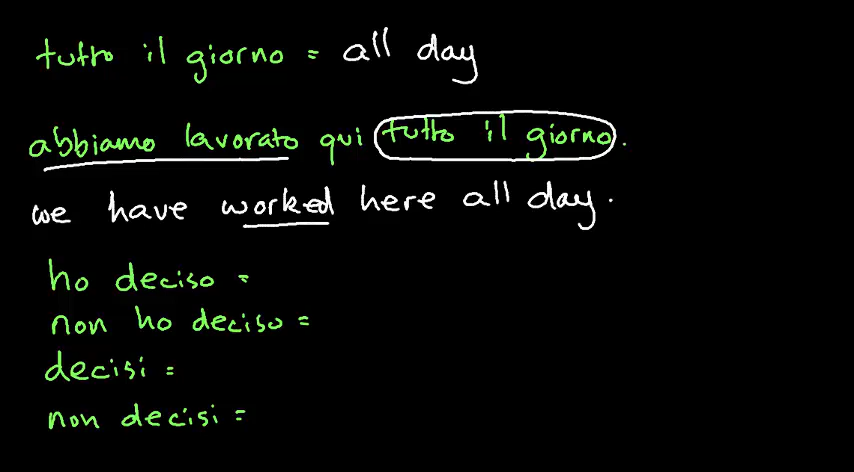 tutto il giorno = all day
abbiamo lavorato qui tutto il giorno.
we have worked here all day.
ho deciso =
non ho deciso =
decisi =
non decisi =